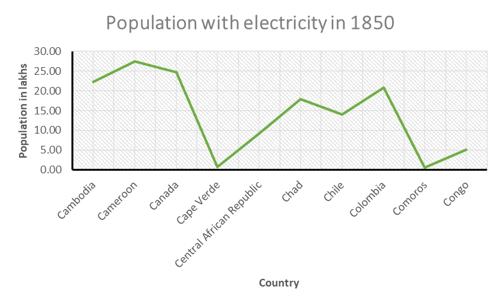 Population with electricity in 1850
Population in lakhs
30.00
25.00
20.00
15.00
10.00
5.00
0.00
Cambodia
Cameroon
Canada
Cape Verde
Central African Republic
Chad
Chile
Colombia
Comoros
Congo
Country